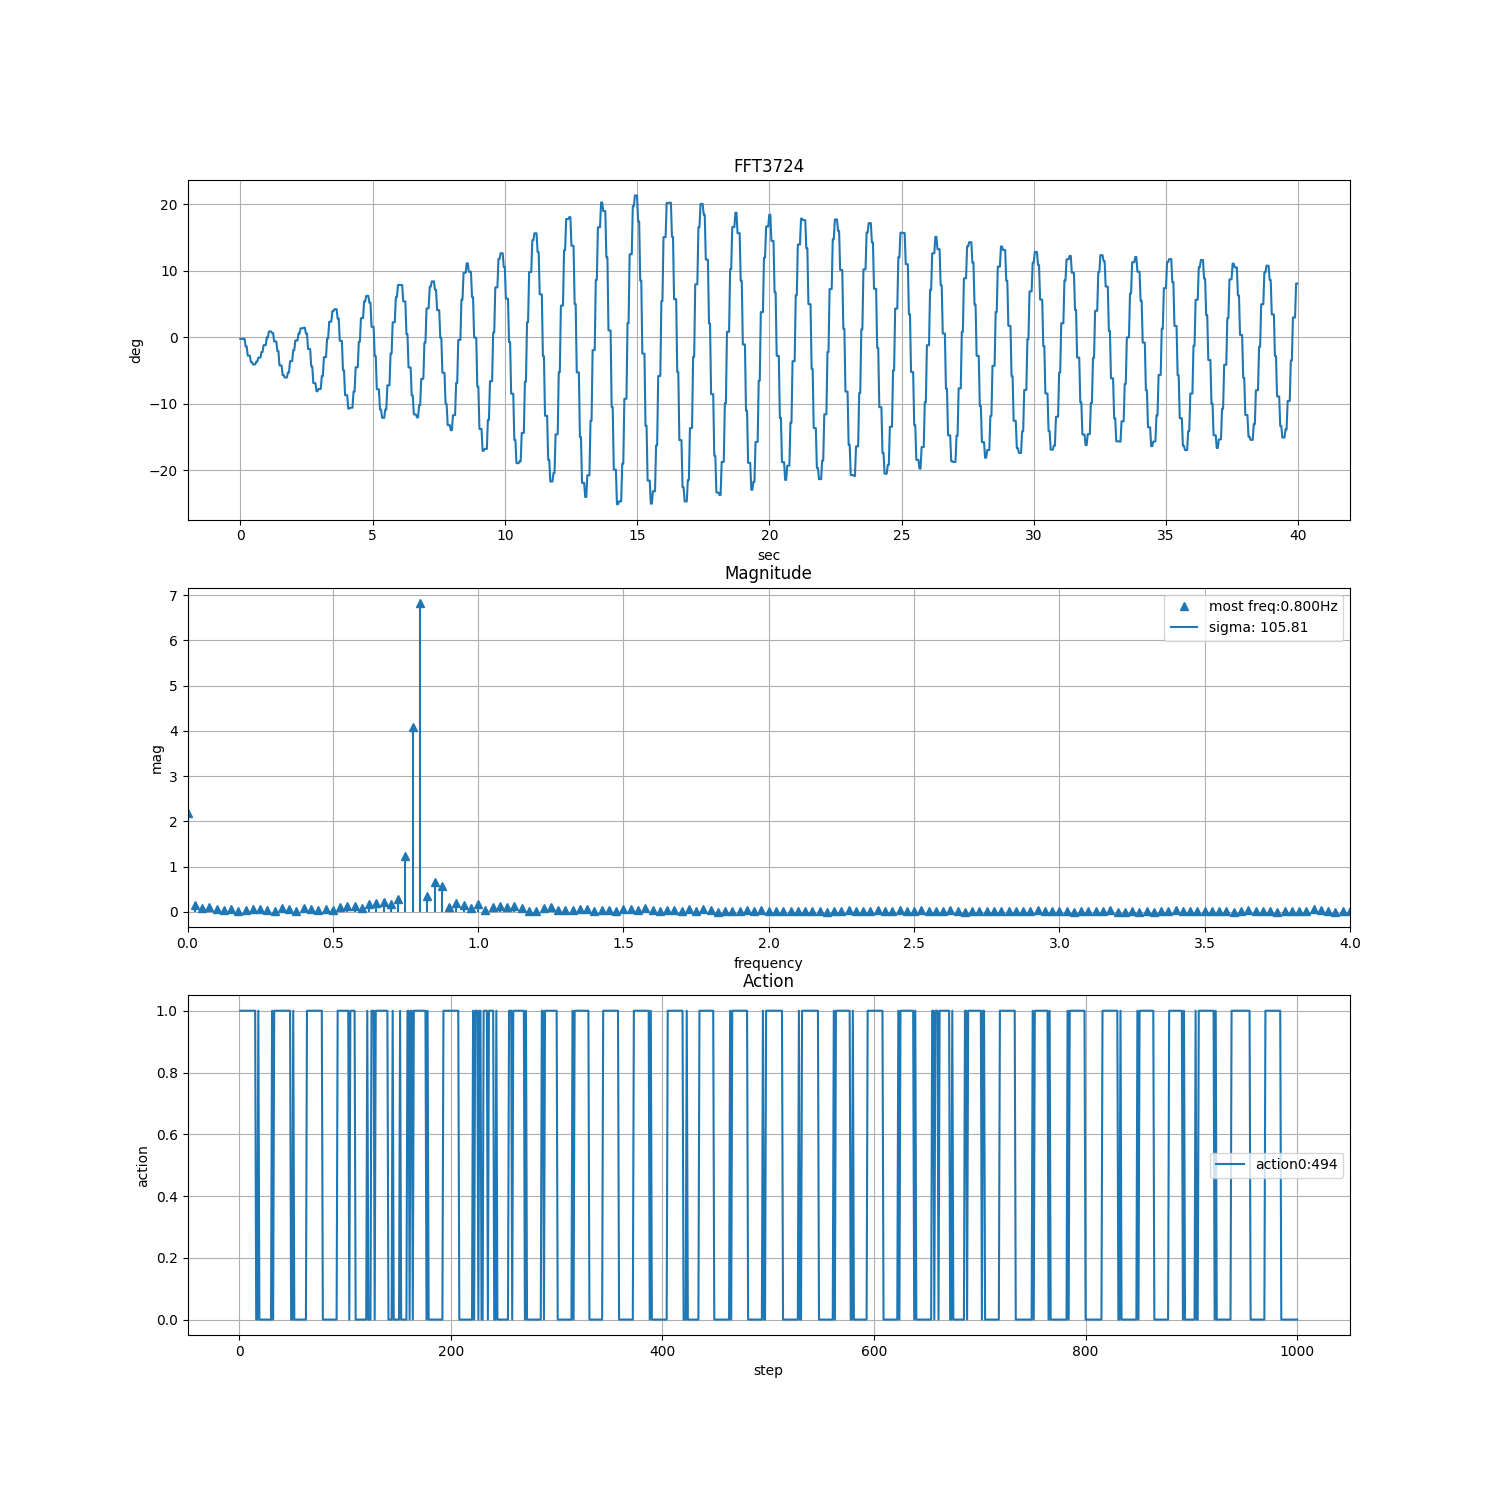 FFT3724
20
10
0
−10
−20
deg
0 5 10 15 20 25 30 35 40
sec
Magnitude
7
6
5
4
3
2
1
0
mag
most freq:0.800Hz
sigma: 105.81
0.0 0.5 1.0 1.5 2.0 2.5 3.0 3.5 4.0
frequency
Action
1.0
0.8
0.6
0.4
0.2
0.0
action
action0:494
0 200 400 600 800 1000
step